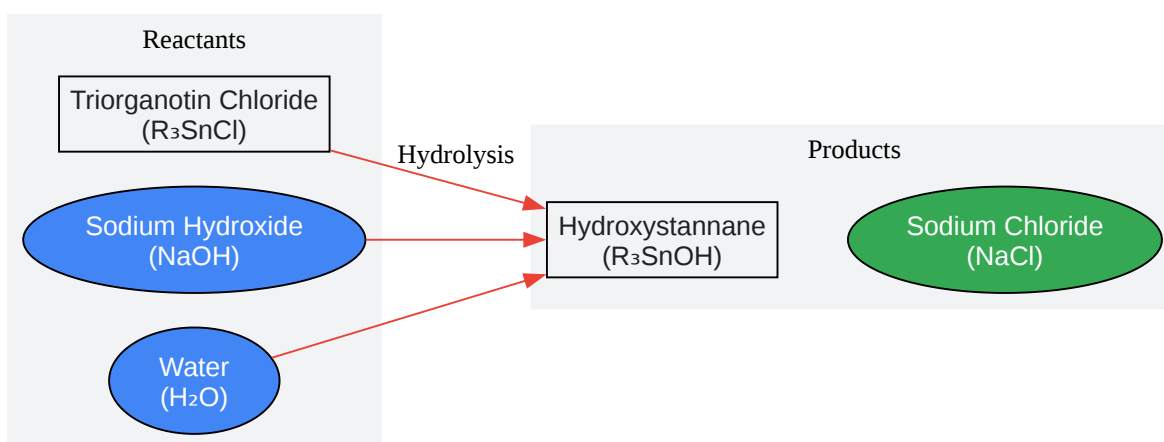 Reactants
Triorganotin Chloride
(R₃SnCl)
Sodium Hydroxide
(NaOH)
Water
(H₂O)
Hydrolysis
Products
Hydroxystannane
(R₃SnOH)
Sodium Chloride
(NaCl)